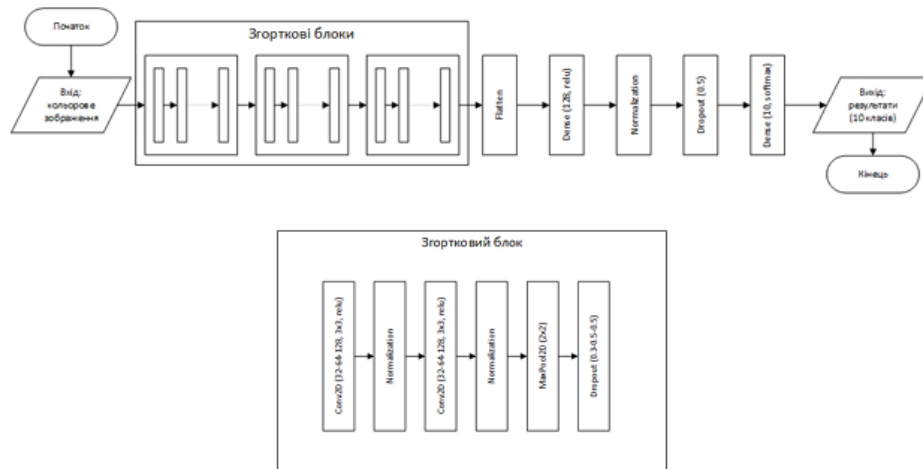 Початок
Згорткові блоки
Вхід:
кольорове
зображення
Flatten
Dense (128, relu)
Normalization
Dropout (0.5)
Dense (10, softmax)
Вихід:
результати
(10 класів)
Кінець
Згортковий блок
Conv2D (32-64-128, 3x3, relu)
Normalization
Conv2D (32-64-128, 3x3, relu)
Normalization
MaxPool2D (2x2)
Dropout (0.3-0.5-0.5)